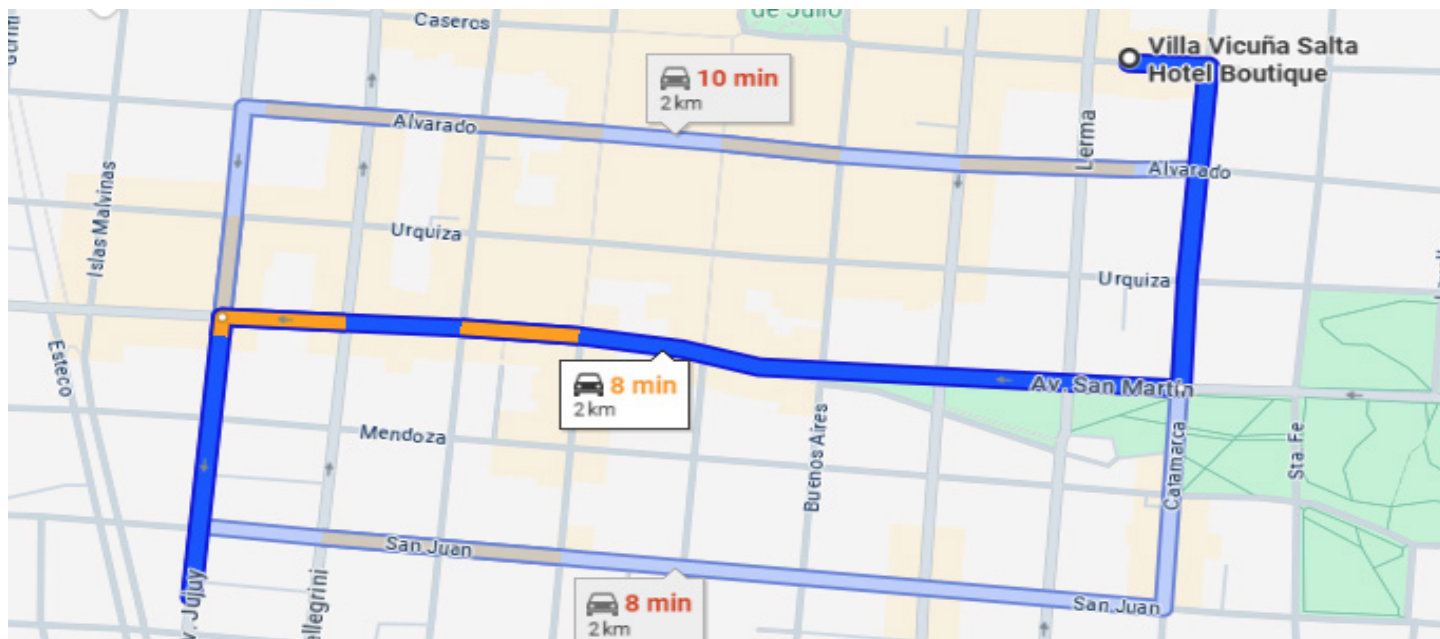 Caseros
de Julio
Villa Vicuña Salta
Hotel Boutique
10 min
2 km
Alvarado
Lerma
Alvarado
Islas Malvinas
Urquiza
Urquiza
8 min
2 km
Av. San Martín
Esteco
Mendoza
Buenos Aires
Catamarca
Sta. Fe
San Juan
San Juan
8 min
2 km
v. Jujuy
ellegrini